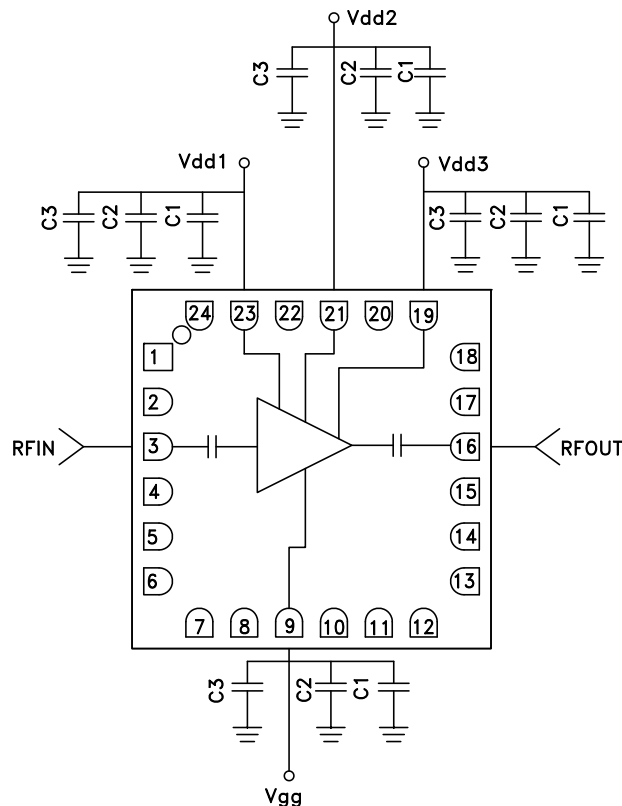 Vdd2
C3 C2 C1
Vdd1 Vdd3
C3 C2 C1 C3 C2 C1
24 23 22 21 20 19
1 18
2 17
RFIN 3 16 RFOUT
4 15
5 14
6 13
7 8 9 10 11 12
C3 C2 C1
Vgg